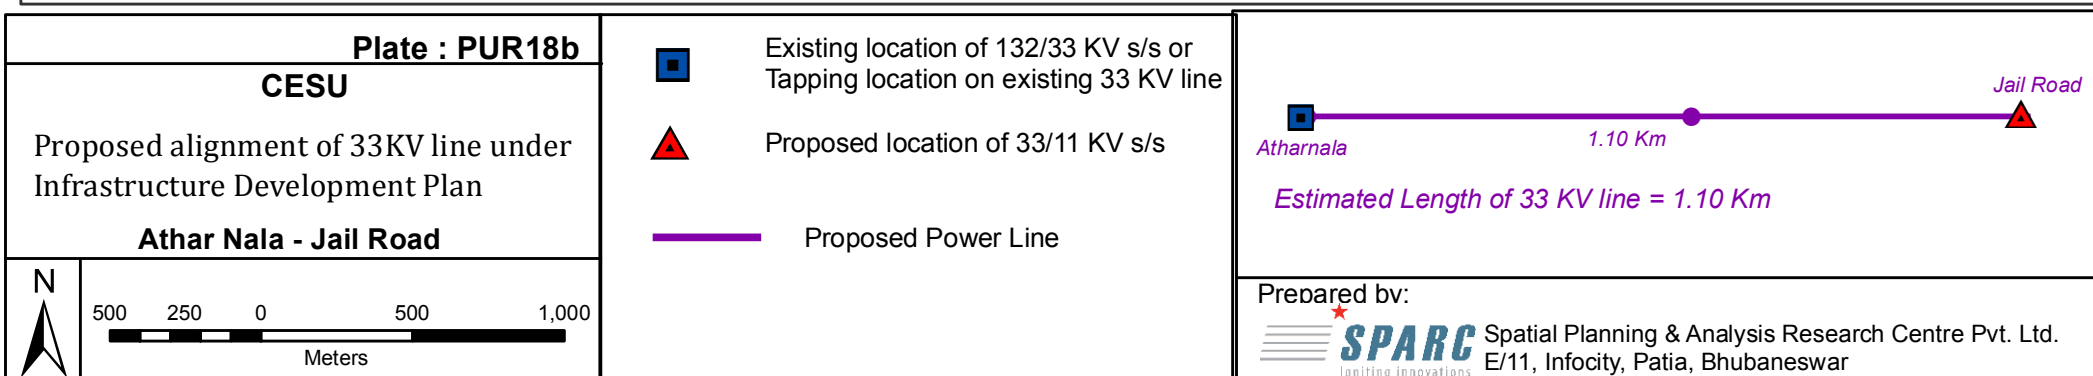 Plate : PUR18b
CESU
Proposed alignment of 33KV line under
Infrastructure Development Plan
Athar Nala - Jail Road
N
500 250 0 500 1,000
Meters
Existing location of 132/33 KV s/s or
Tapping location on existing 33 KV line
Proposed location of 33/11 KV s/s
Proposed Power Line
Jail Road
Atharnala
1.10 Km
Estimated Length of 33 KV line = 1.10 Km
Prepared by:
SPARC
Igniting innovations
Spatial Planning & Analysis Research Centre Pvt. Ltd.
E/11, Infocity, Patia, Bhubaneswar